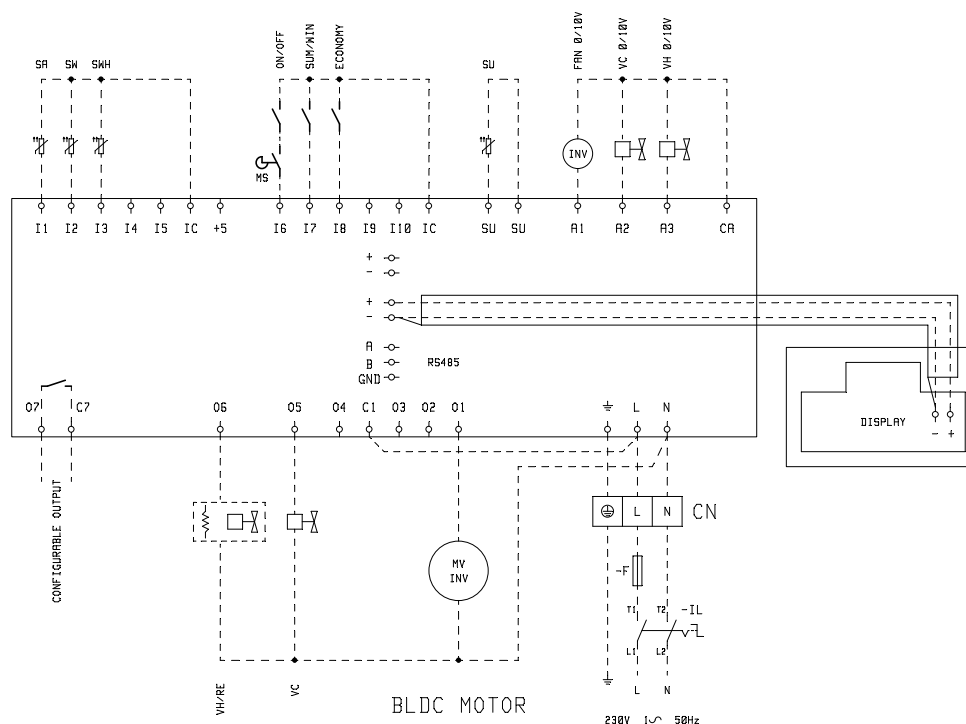 ON/OFF
SUM/WIN
ECONOMY
FAN 0/10V
VC 0/10V
VH 0/10V
SA SW SWH SU
INV
MS
I1 I2 I3 I4 I5 IC +5 I6 I7 I8 I9 I10 IC SU SU A1 A2 A3 CA
+
-
+
-
A
B RS485
GND
O7 C7 O6 O5 O4 C1 O3 O2 O1 L N
DISPLAY
- +
CONFIGURABLE OUTPUT
L N CN
MV
INV
-F
T1 T2 -IL
L1 L2
VH/RE
VC
BLDC MOTOR
L N
230V 1~ 50Hz